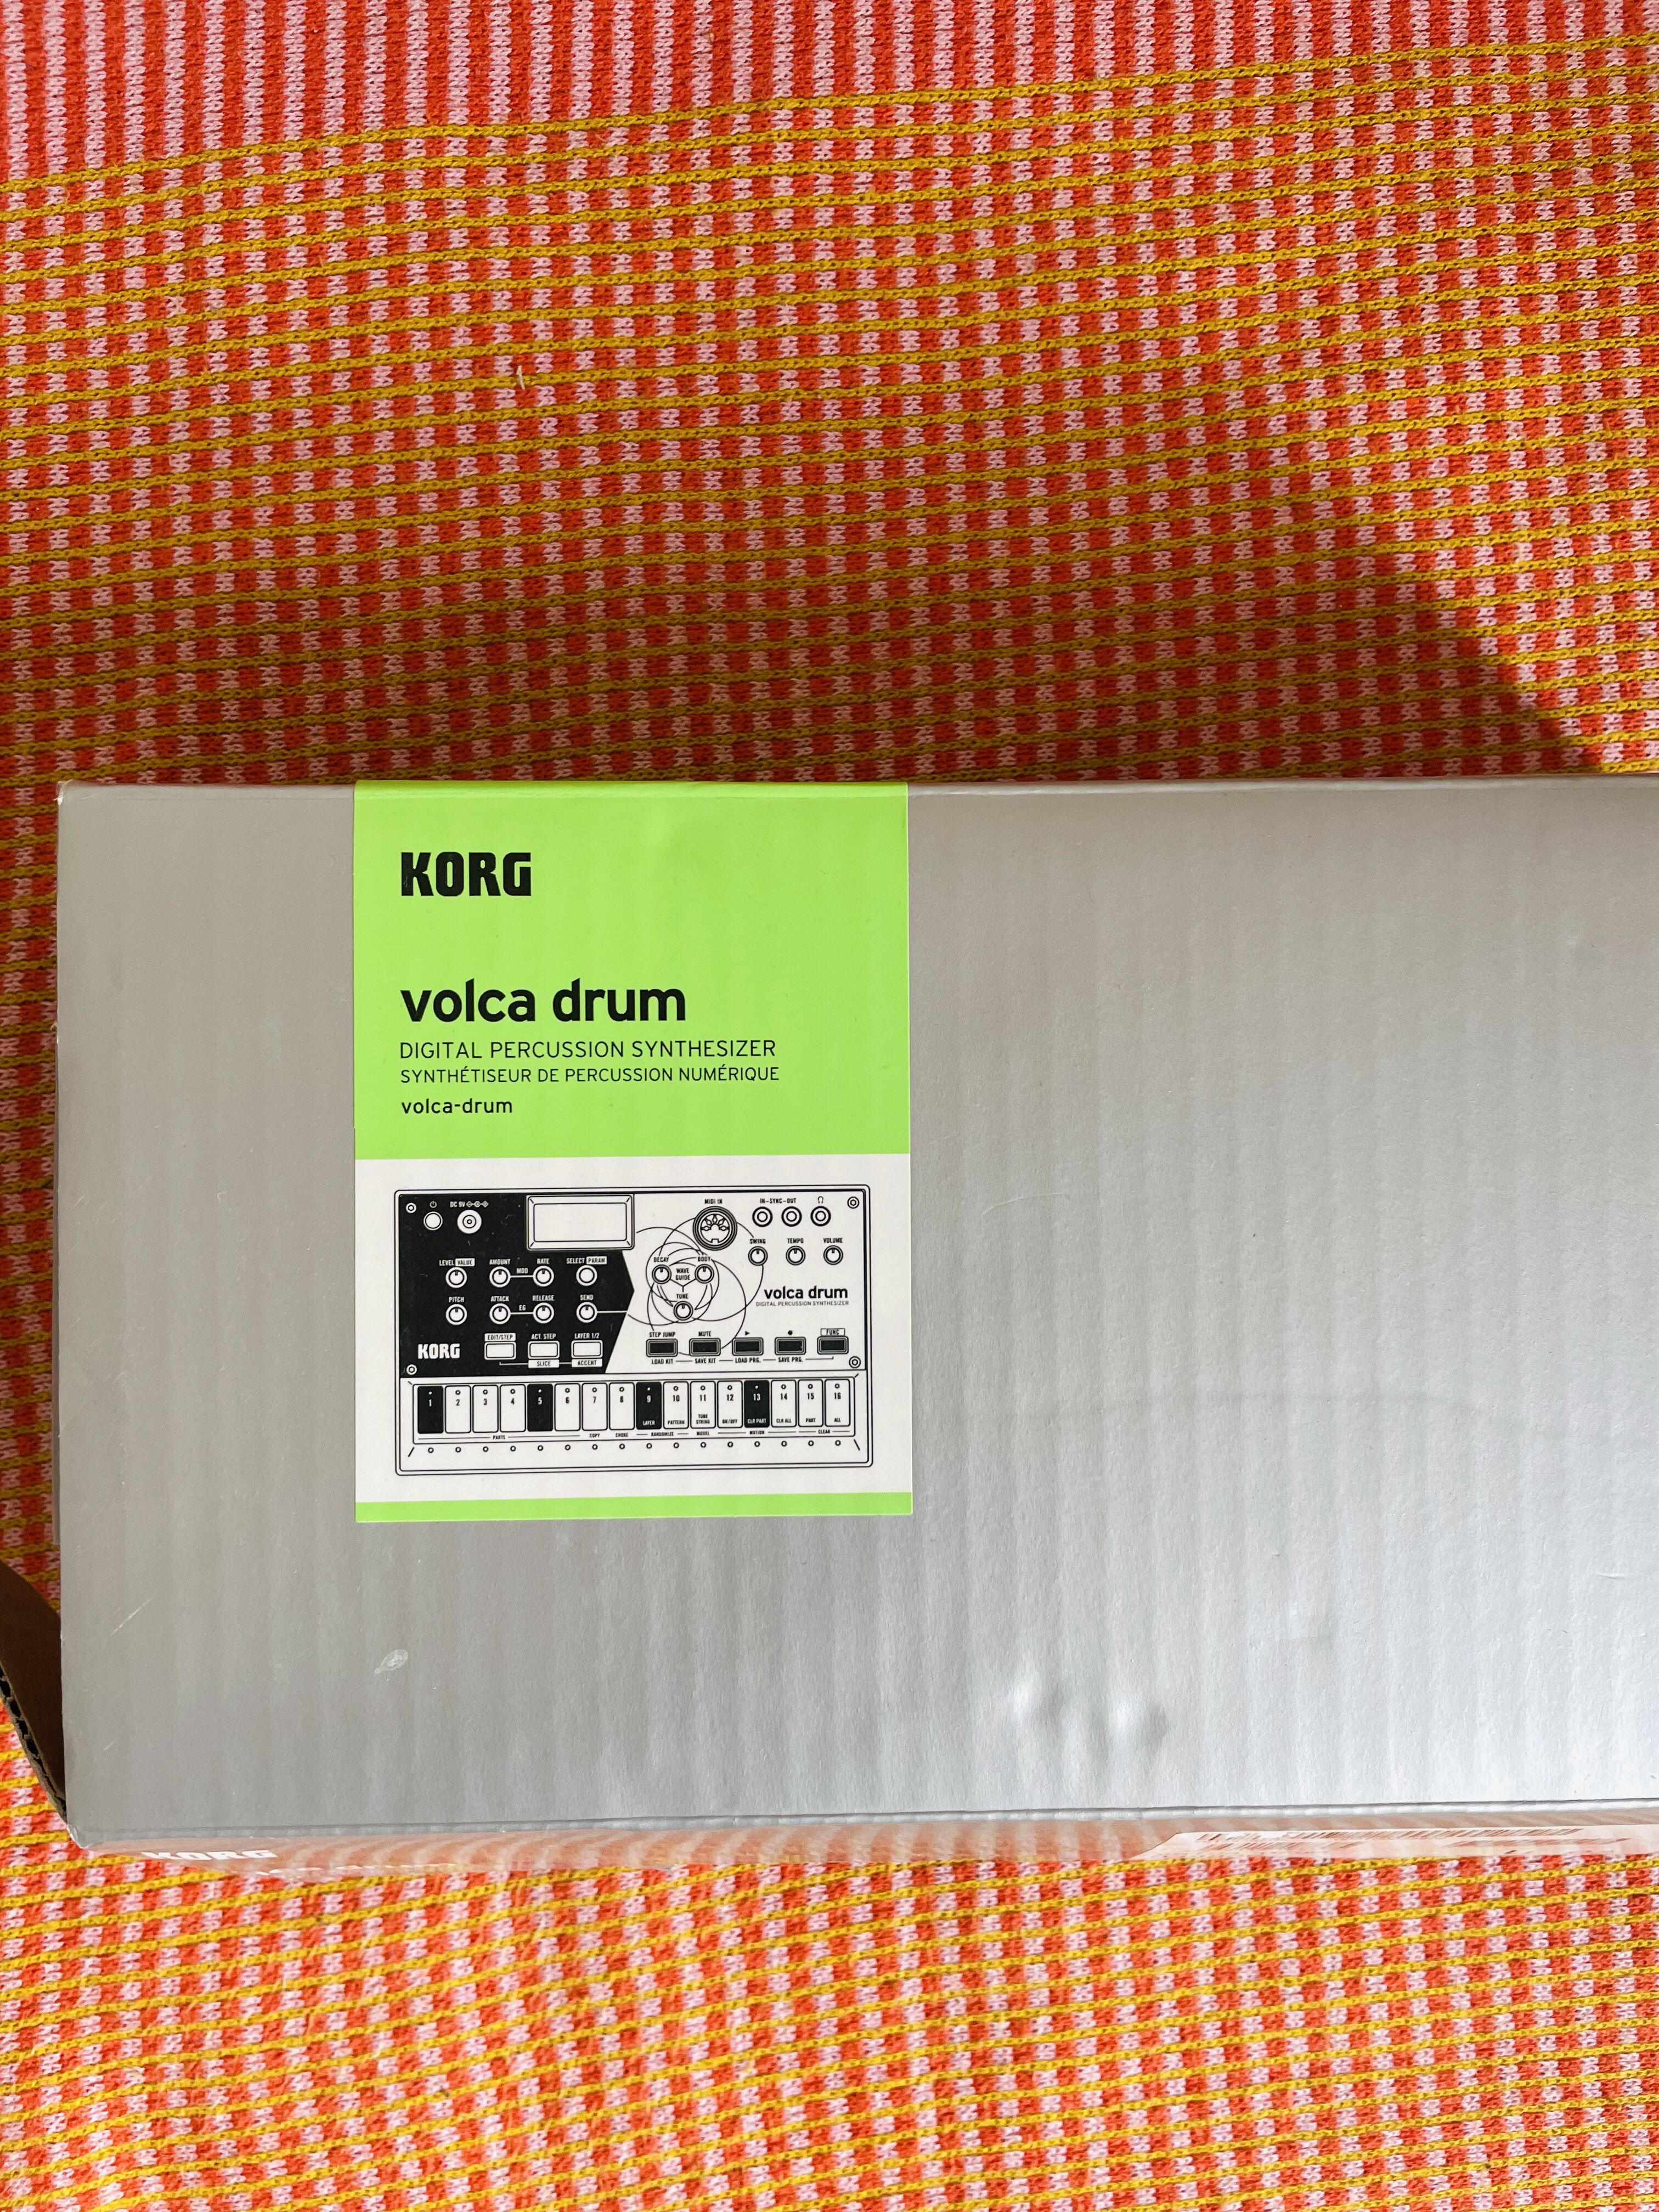 KORG
volca drum
DIGITAL PERCUSSION SYNTHESIZER
SYNTHÉTISEUR DE PERCUSSION NUMÉRIQUE
volca-drum
DC 9V
MIDI IN
IN-SYNC-OUT
SWING TEMPO VOLUME
LEVEL VALUE AMOUNT MOD RATE SELECT PARAM
DECAY BODY
WAVE GUIDE
TUNE
PITCH ATTACK EG RELEASE SEND
volca drum
DIGITAL PERCUSSION SYNTHESIZER
KORG
EDIT/STEP ACT. STEP LAYER 1/2
SLICE ACCENT
STEP JUMP MUTE FUNC
LOAD KIT SAVE KIT LOAD PRG. SAVE PRG.
1 2 3 4 5 6 7 8 9 10 11 12 13 14 15 16
LAYER PATTERN TUBE STRING ON/OFF CLR PART CLR ALL PART ALL
PARTS COPY CHOKE RANDOMIZE MODEL MOTION CLEAR
KORG